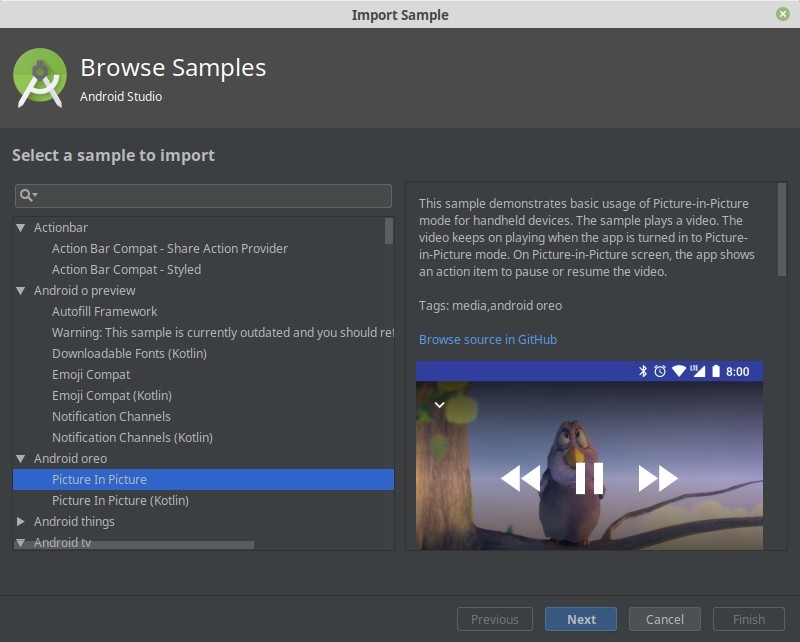 Import Sample
Browse Samples
Android Studio
Select a sample to import
Actionbar
Action Bar Compat - Share Action Provider
Action Bar Compat - Styled
Android o preview
Autofill Framework
Warning: This sample is currently outdated and you should ref
Downloadable Fonts (Kotlin)
Emoji Compat
Emoji Compat (Kotlin)
Notification Channels
Notification Channels (Kotlin)
Android oreo
Picture In Picture
Picture In Picture (Kotlin)
Android things
Android tv
This sample demonstrates basic usage of Picture-in-Picture
mode for handheld devices. The sample plays a video. The
video keeps on playing when the app is turned in to Picture-
in-Picture mode. On Picture-in-Picture screen, the app shows
an action item to pause or resume the video.
Tags: media,android oreo
Browse source in GitHub
LTE 8:00
Previous
Next
Cancel
Finish